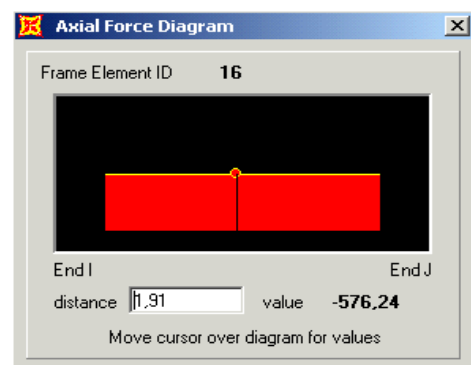 Axial Force Diagram
Frame Element ID 16
End I End J
distance 1,91 value -576,24
Move cursor over diagram for values